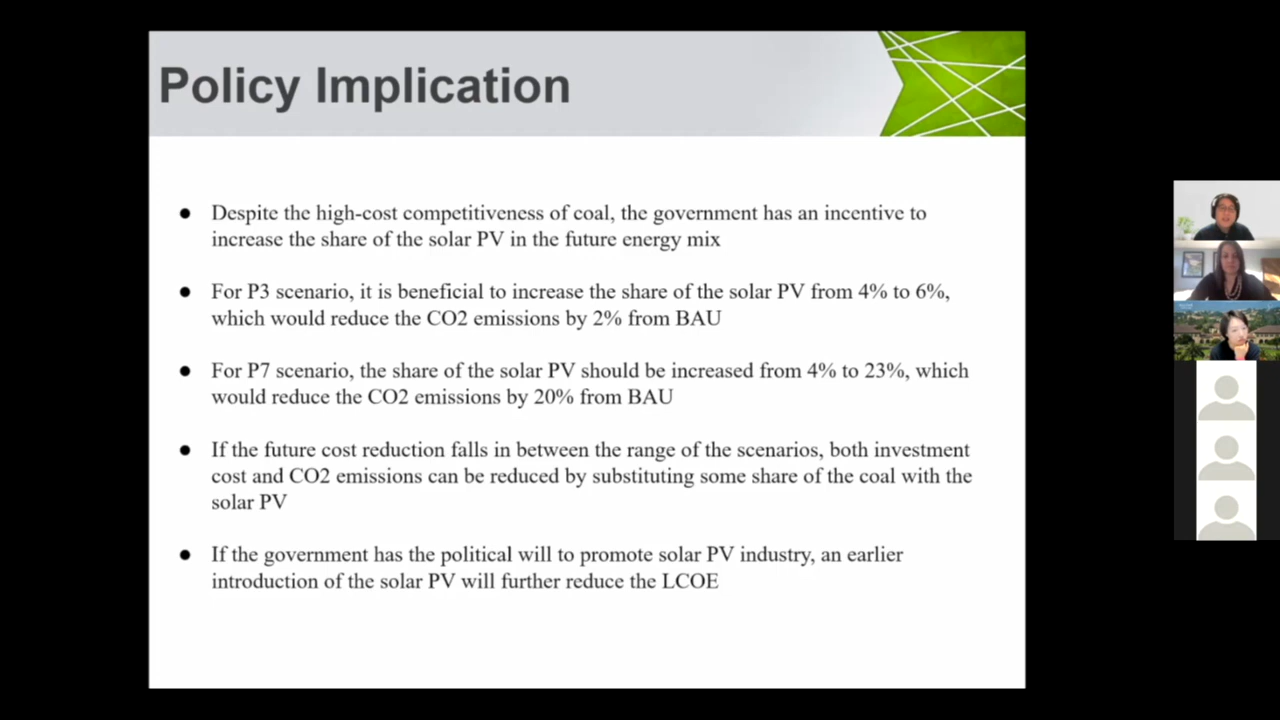 Policy Implication
● Despite the high-cost competitiveness of coal, the government has an incentive to
increase the share of the solar PV in the future energy mix
● For P3 scenario, it is beneficial to increase the share of the solar PV from 4% to 6%,
which would reduce the CO2 emissions by 2% from BAU
● For P7 scenario, the share of the solar PV should be increased from 4% to 23%, which
would reduce the CO2 emissions by 20% from BAU
● If the future cost reduction falls in between the range of the scenarios, both investment
cost and CO2 emissions can be reduced by substituting some share of the coal with the
solar PV
● If the government has the political will to promote solar PV industry, an earlier
introduction of the solar PV will further reduce the LCOE